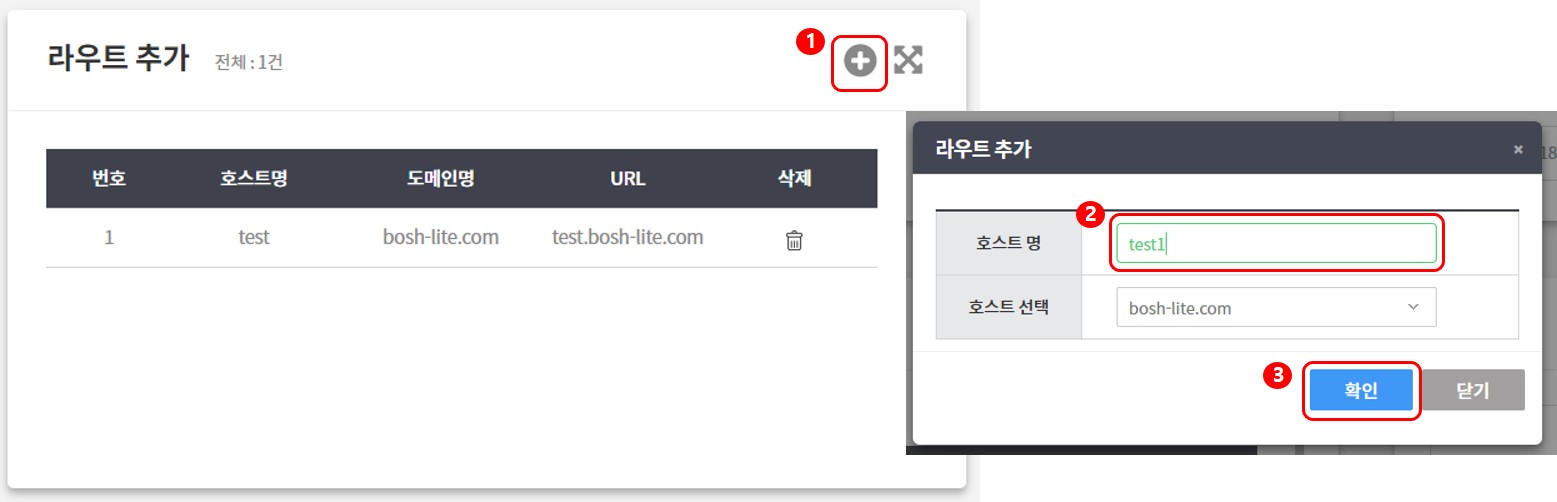 라우트 추가 전체 : 1건
1
번호 호스트명 도메인명 URL 삭제
1 test bosh-lite.com test.bosh-lite.com
라우트 추가 ×
18
2
호스트 명 test1
호스트 선택 bosh-lite.com
3
확인 닫기